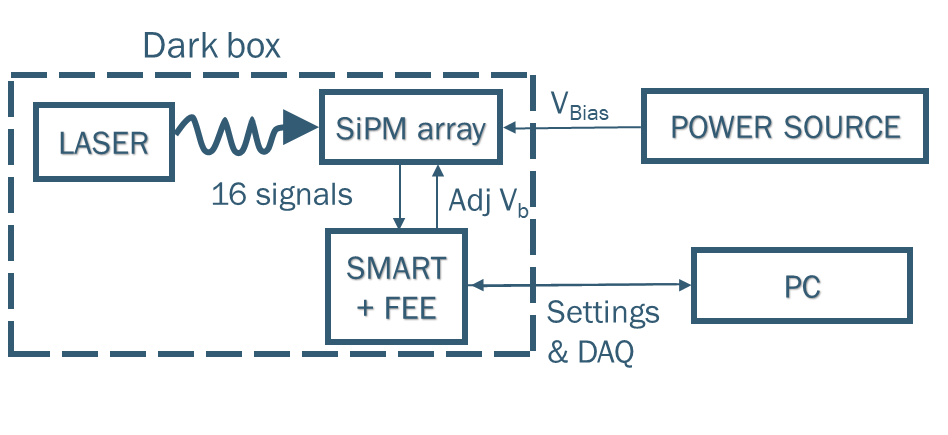 Dark box
LASER
SiPM array
V_Bias
POWER SOURCE
16 signals
Adj V_b
SMART
+ FEE
Settings
& DAQ
PC